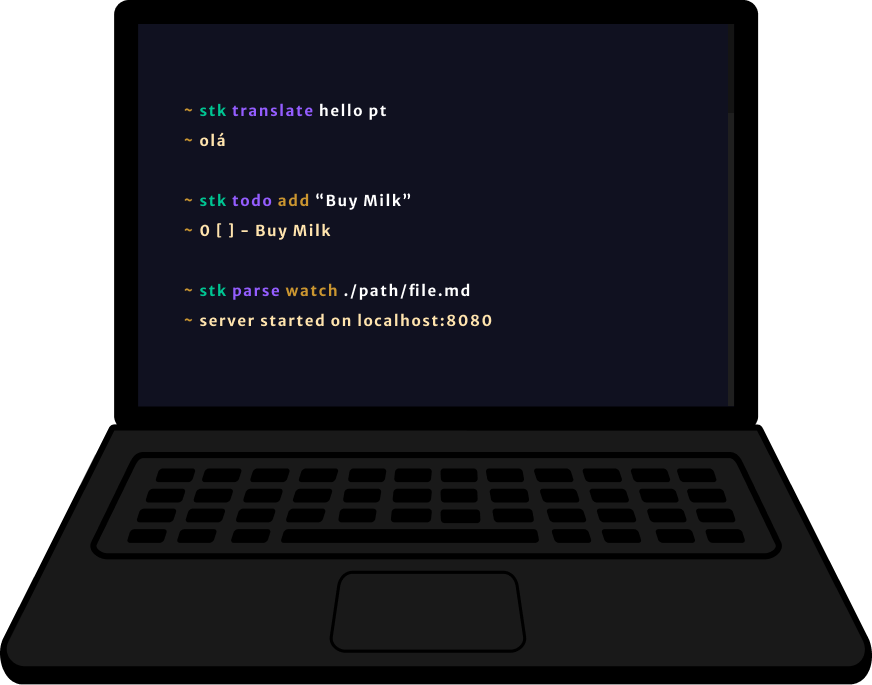 ~ stk translate hello pt
~ olá
~ stk todo add “Buy Milk”
~ 0 [ ] - Buy Milk
~ stk parse watch ./path/file.md
~ server started on localhost:8080